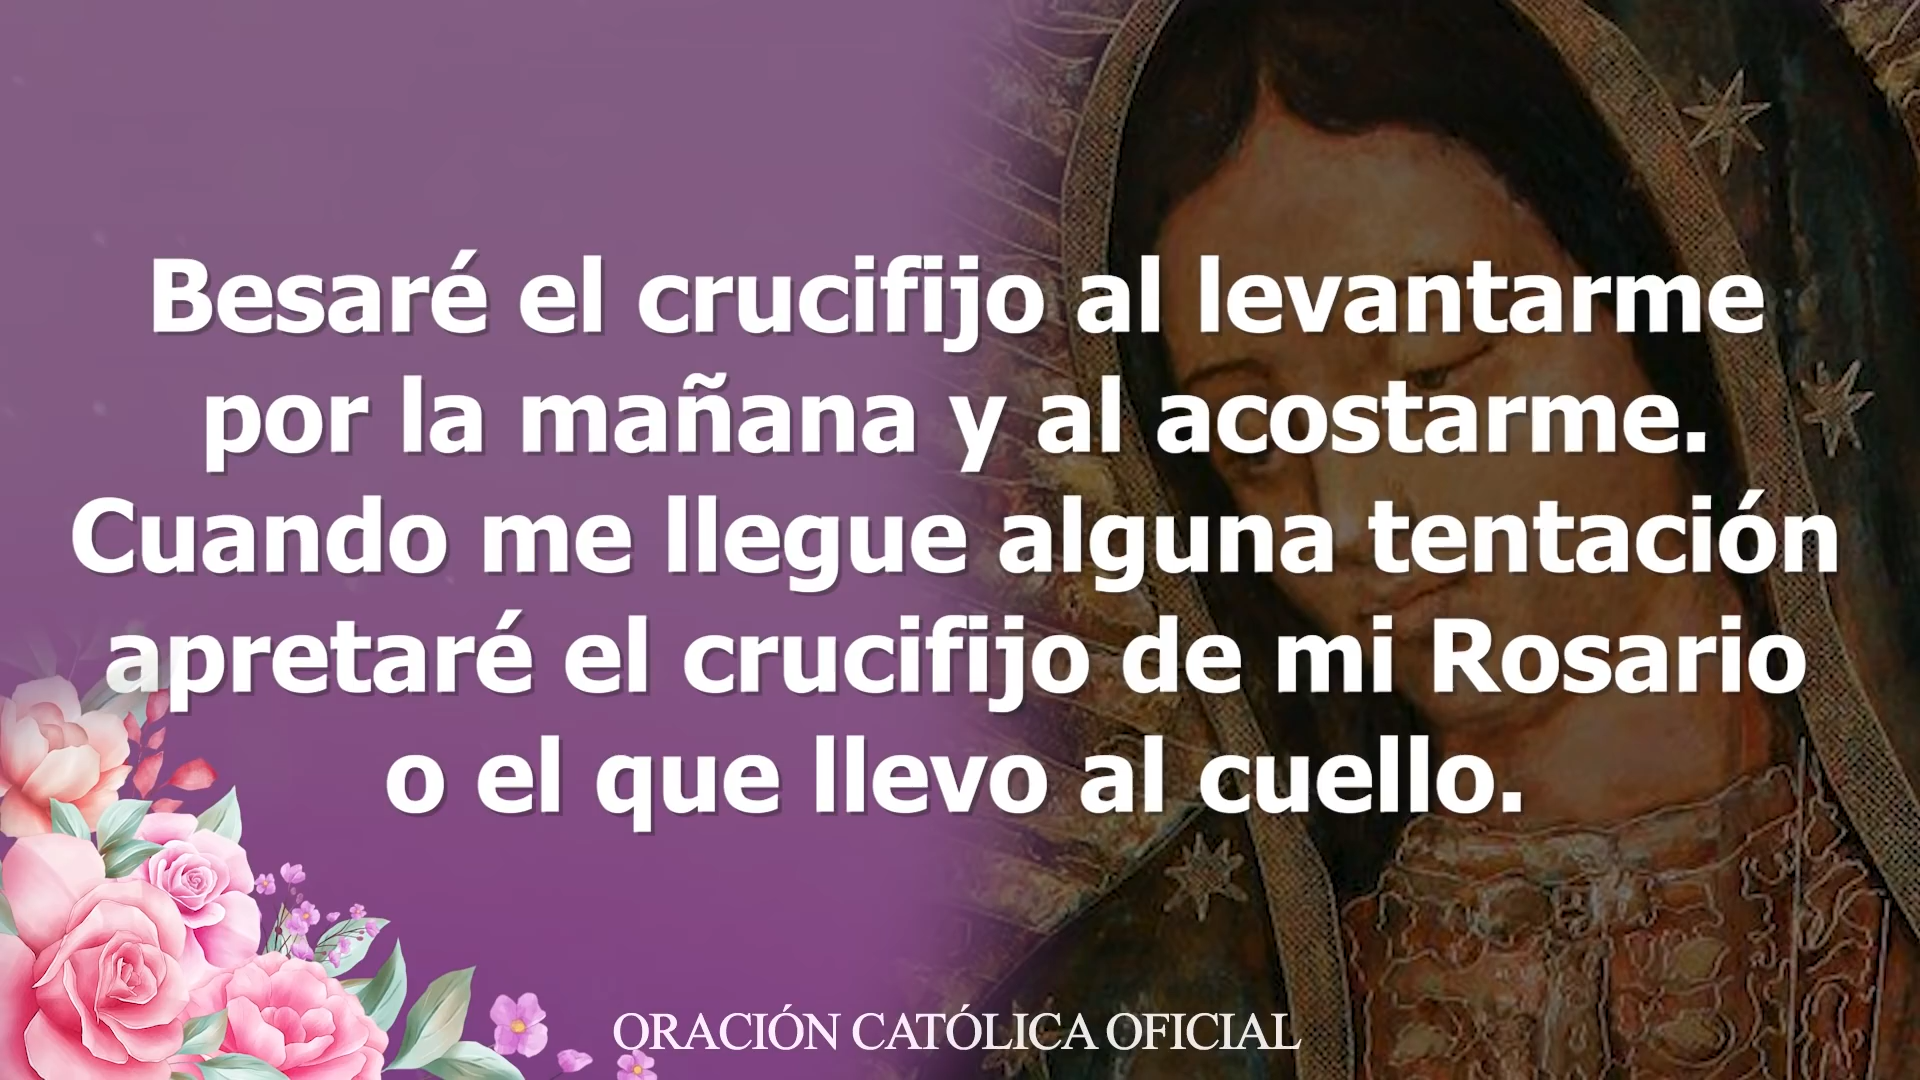 Besaré el crucifijo al levantarme
por la mañana y al acostarme.
Cuando me llegue alguna tentación
apretaré el crucifijo de mi Rosario
o el que llevo al cuello.
ORACIÓN CATÓLICA OFICIAL